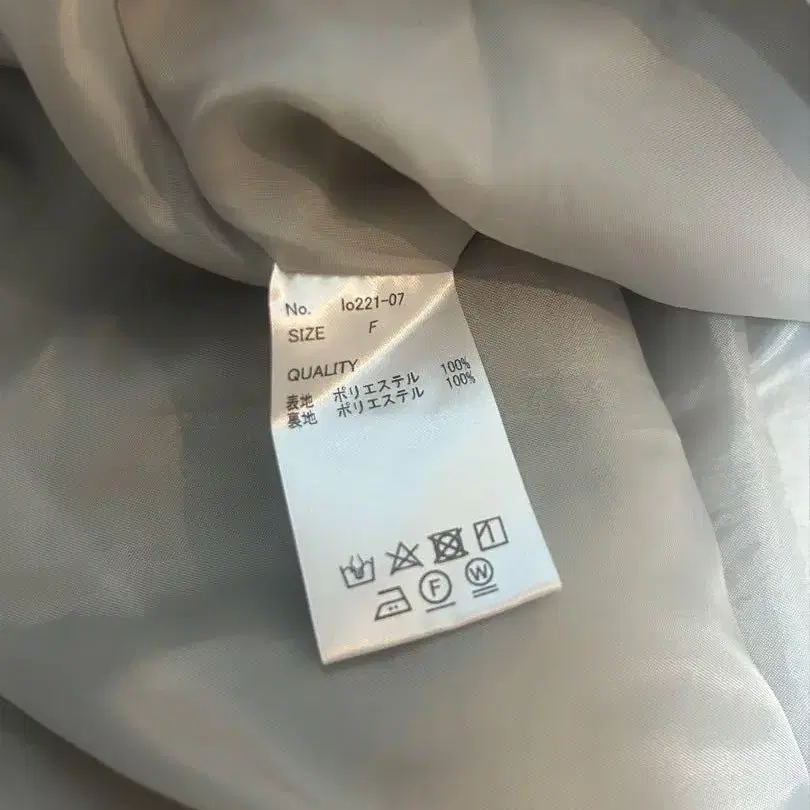 No. lo221-07
SIZE F
QUALITY
表地 ポリエステル 100%
裏地 ポリエステル 100%
F W